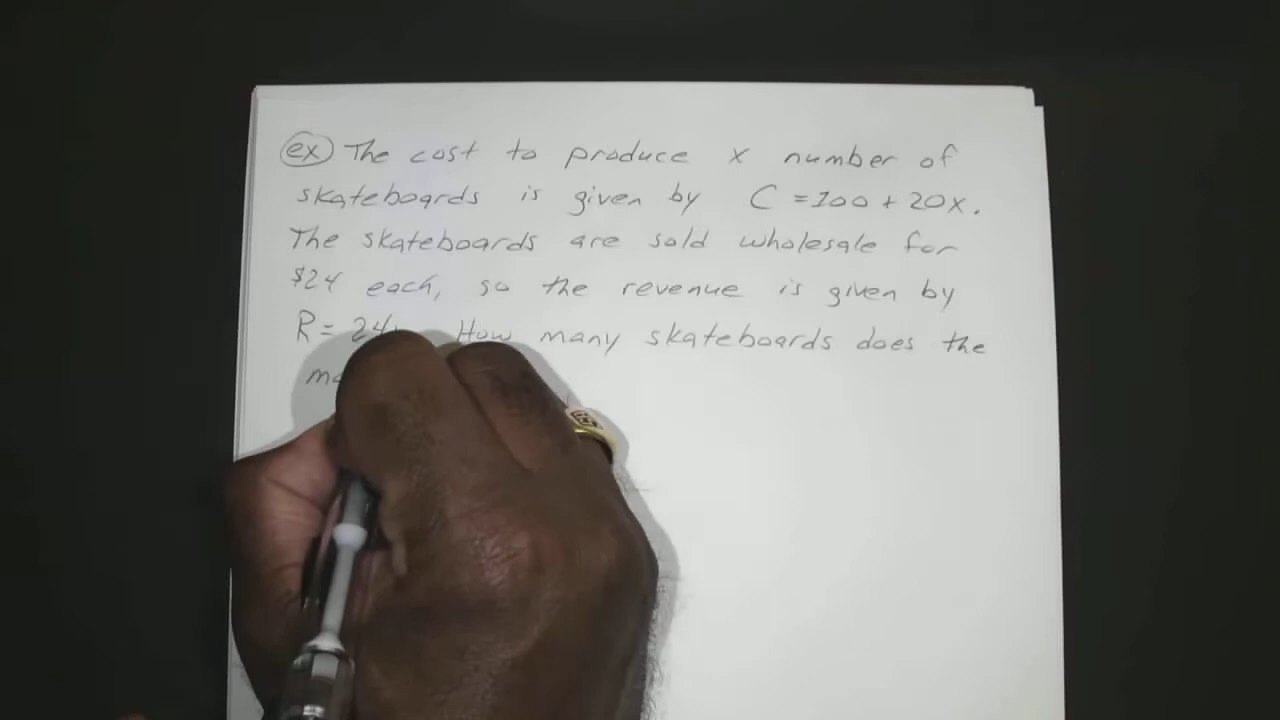 ex The cost to produce x number of
skateboards is given by C = 100 + 20x.
The skateboards are sold wholesale for
$24 each, so the revenue is given by
R = 24 How many skateboards does the